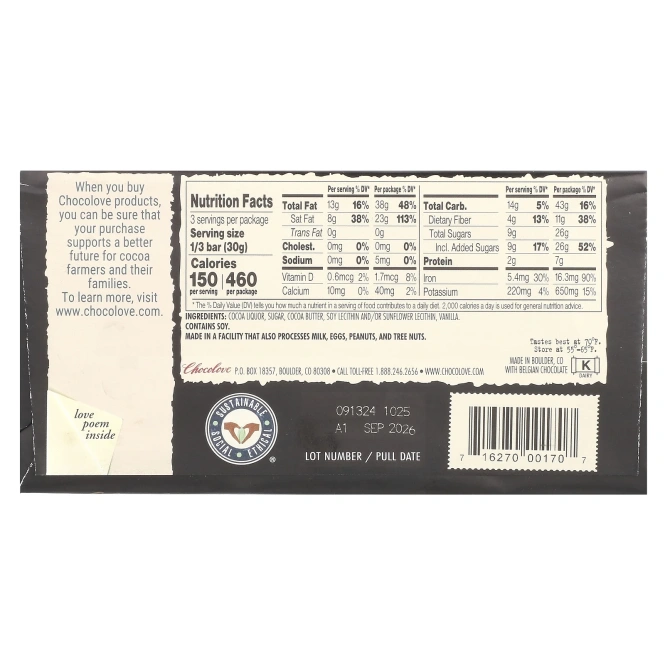 When you buy
Chocolove products,
you can be sure that
your purchase
supports a better
future for cocoa
farmers and their
families.
To learn more, visit
www.chocolove.com.
love
poem
inside
Nutrition Facts
3 servings per package
Serving size
1/3 bar (30g)
Calories
150 460
per serving per package
Per serving % DV* Per package % DV*
Total Fat 13g 16% 38g 48%
Sat Fat 8g 38% 23g 113%
Trans Fat 0g 0g
Cholest. 0mg 0% 0mg 0%
Sodium 0mg 0% 5mg 0%
Vitamin D 0.6mcg 2% 1.7mcg 8%
Calcium 10mg 0% 40mg 2%
Per serving % DV* Per package % DV*
Total Carb. 14g 5% 43g 16%
Dietary Fiber 4g 13% 11g 38%
Total Sugars 9g 26g
Incl. Added Sugars 9g 17% 26g 52%
Protein 2g 7g
Iron 5.4mg 30% 16.3mg 90%
Potassium 220mg 4% 650mg 15%
* The % Daily Value (DV) tells you how much a nutrient in a serving of food contributes to a daily diet. 2,000 calories a day is used for general nutrition advice.
INGREDIENTS: COCOA LIQUOR, SUGAR, COCOA BUTTER, SOY LECITHIN AND/OR SUNFLOWER LECITHIN, VANILLA.
CONTAINS SOY.
MADE IN A FACILITY THAT ALSO PROCESSES MILK, EGGS, PEANUTS, AND TREE NUTS.
Tastes best at 70°F.
Store at 55°-65°F.
Chocolove P.O. BOX 18357, BOULDER, CO 80308 • CALL TOLL-FREE 1.888.246.2656 • WWW.CHOCOLOVE.COM
MADE IN BOULDER, CO
WITH BELGIAN CHOCOLATE
K
DAIRY
SUSTAINABLE
SOCIAL • ETHICAL
®
091324 1025
A1 SEP 2026
LOT NUMBER / PULL DATE
7 16270 00170 7